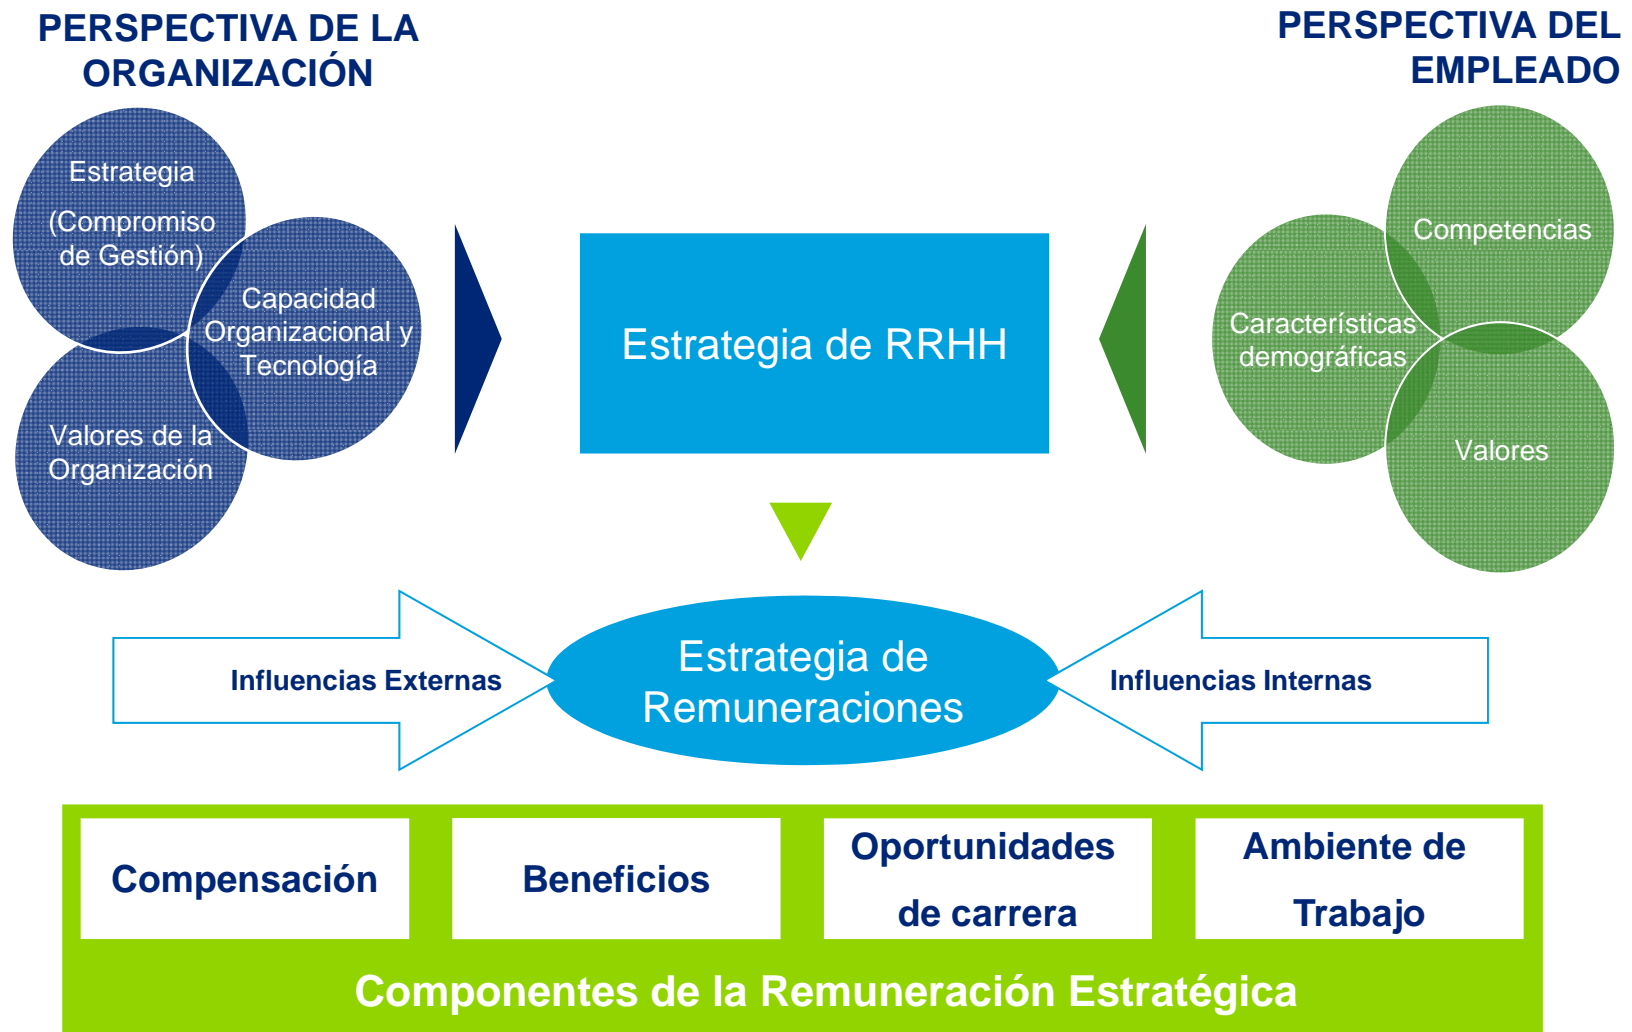 PERSPECTIVA DE LA
ORGANIZACIÓN
PERSPECTIVA DEL
EMPLEADO
Estrategia
(Compromiso
de Gestión)
Capacidad
Organizacional y
Tecnología
Valores de la
Organización
Estrategia de RRHH
Competencias
Características
demográficas
Valores
Influencias Externas
Estrategia de
Remuneraciones
Influencias Internas
Compensación
Beneficios
Oportunidades
de carrera
Ambiente de
Trabajo
Componentes de la Remuneración Estratégica